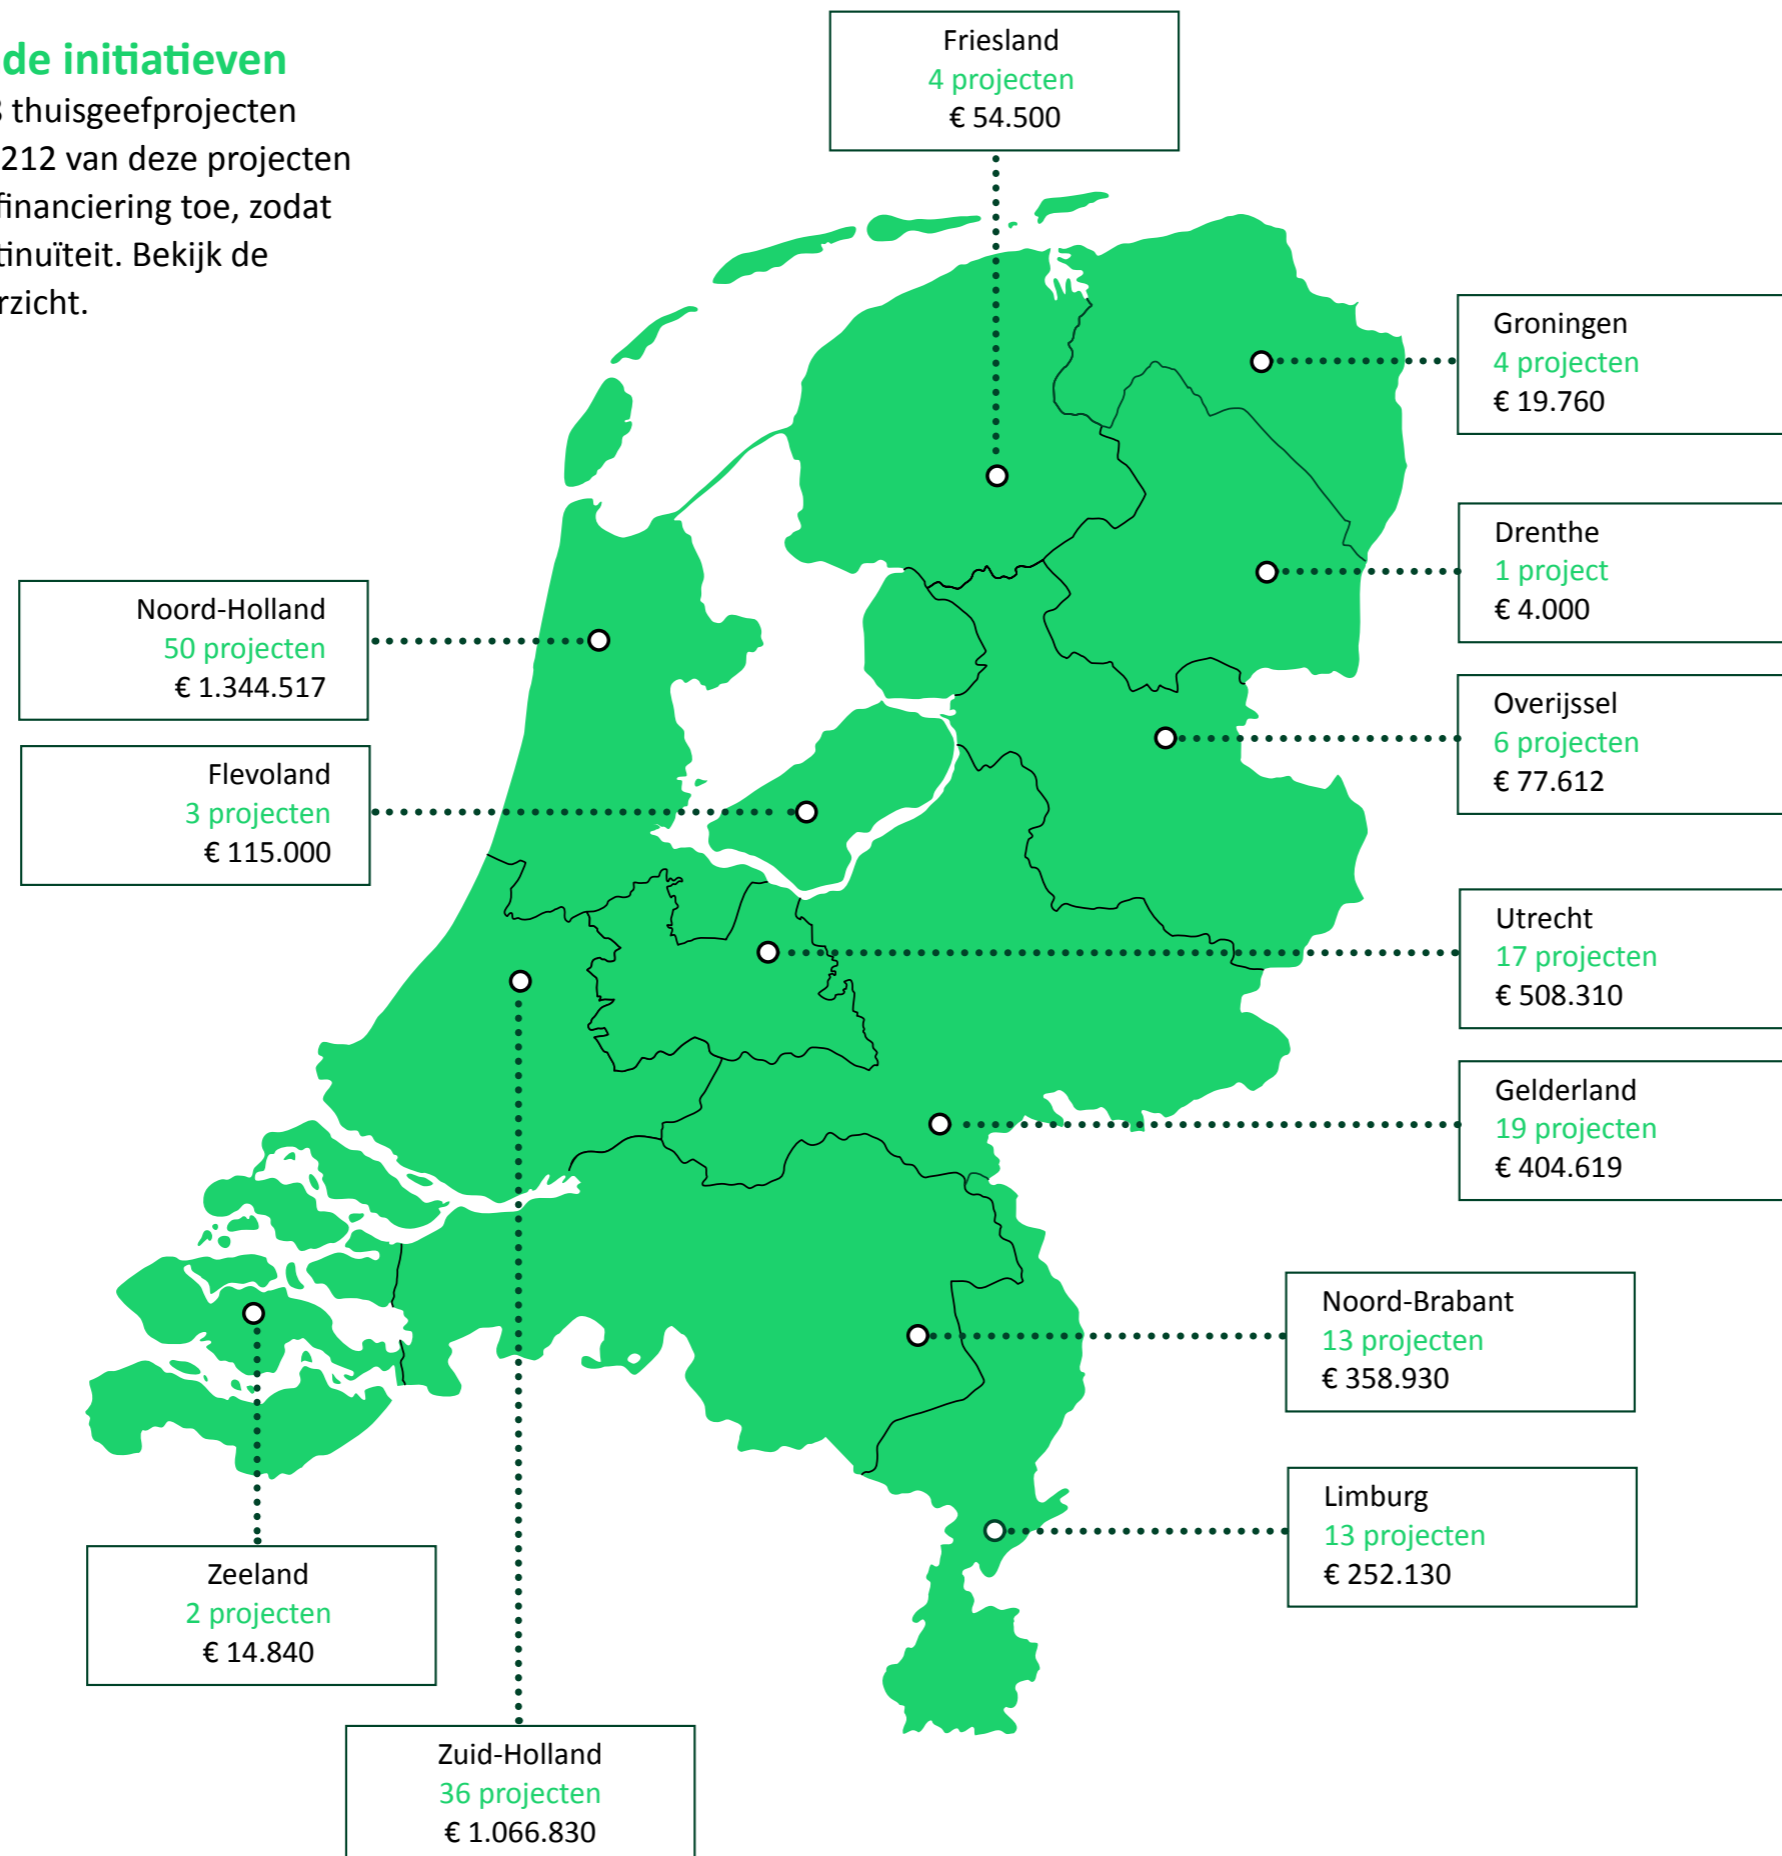 de initiatieven
thuisgeefprojecten
212 van deze projecten
financiering toe, zodat
tinuïteit. Bekijk de
rzicht.
Friesland
4 projecten
€ 54.500
Groningen
4 projecten
€ 19.760
Drenthe
1 project
€ 4.000
Noord-Holland
50 projecten
€ 1.344.517
Overijssel
6 projecten
€ 77.612
Flevoland
3 projecten
€ 115.000
Utrecht
17 projecten
€ 508.310
Gelderland
19 projecten
€ 404.619
Noord-Brabant
13 projecten
€ 358.930
Limburg
13 projecten
€ 252.130
Zeeland
2 projecten
€ 14.840
Zuid-Holland
36 projecten
€ 1.066.830